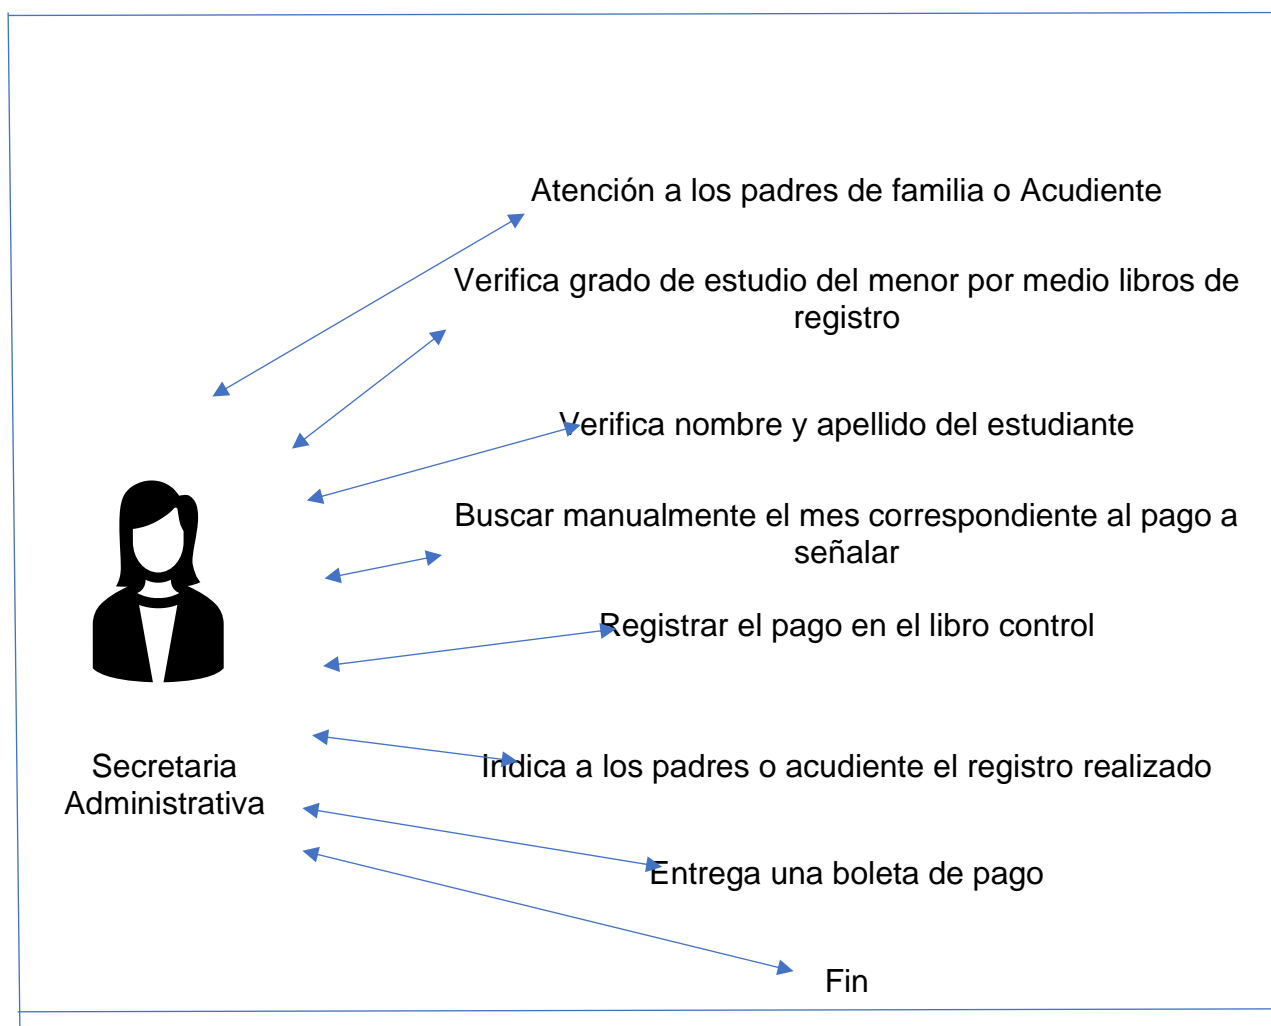 Atención a los padres de familia o Acudiente
Verifica grado de estudio del menor por medio libros de
registro
Verifica nombre y apellido del estudiante
Buscar manualmente el mes correspondiente al pago a
señalar
Registrar el pago en el libro control
Indica a los padres o acudiente el registro realizado
Secretaria
Administrativa
Entrega una boleta de pago
Fin